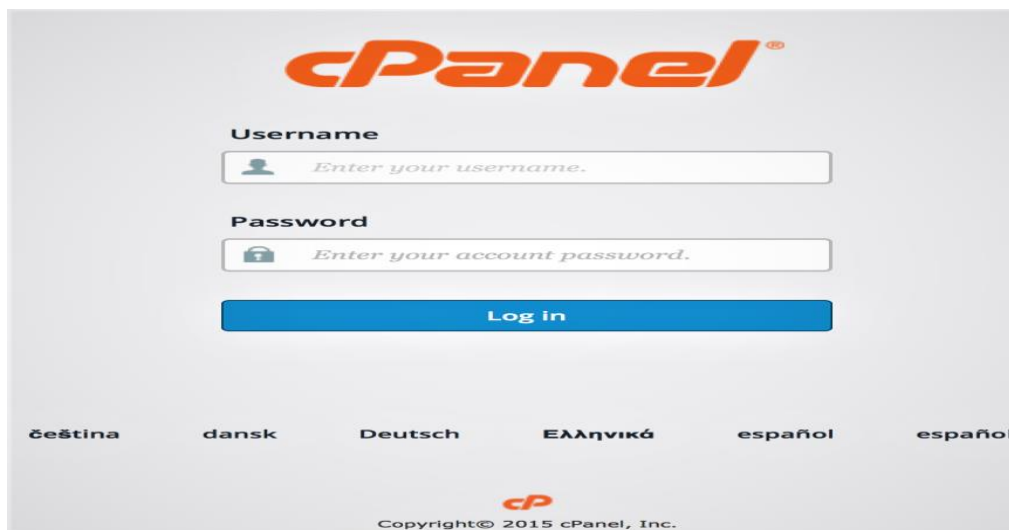 cPanel®
Username
Enter your username.
Password
Enter your account password.
Log in
čeština dansk Deutsch Ελληνικά español español
cP
Copyright© 2015 cPanel, Inc.